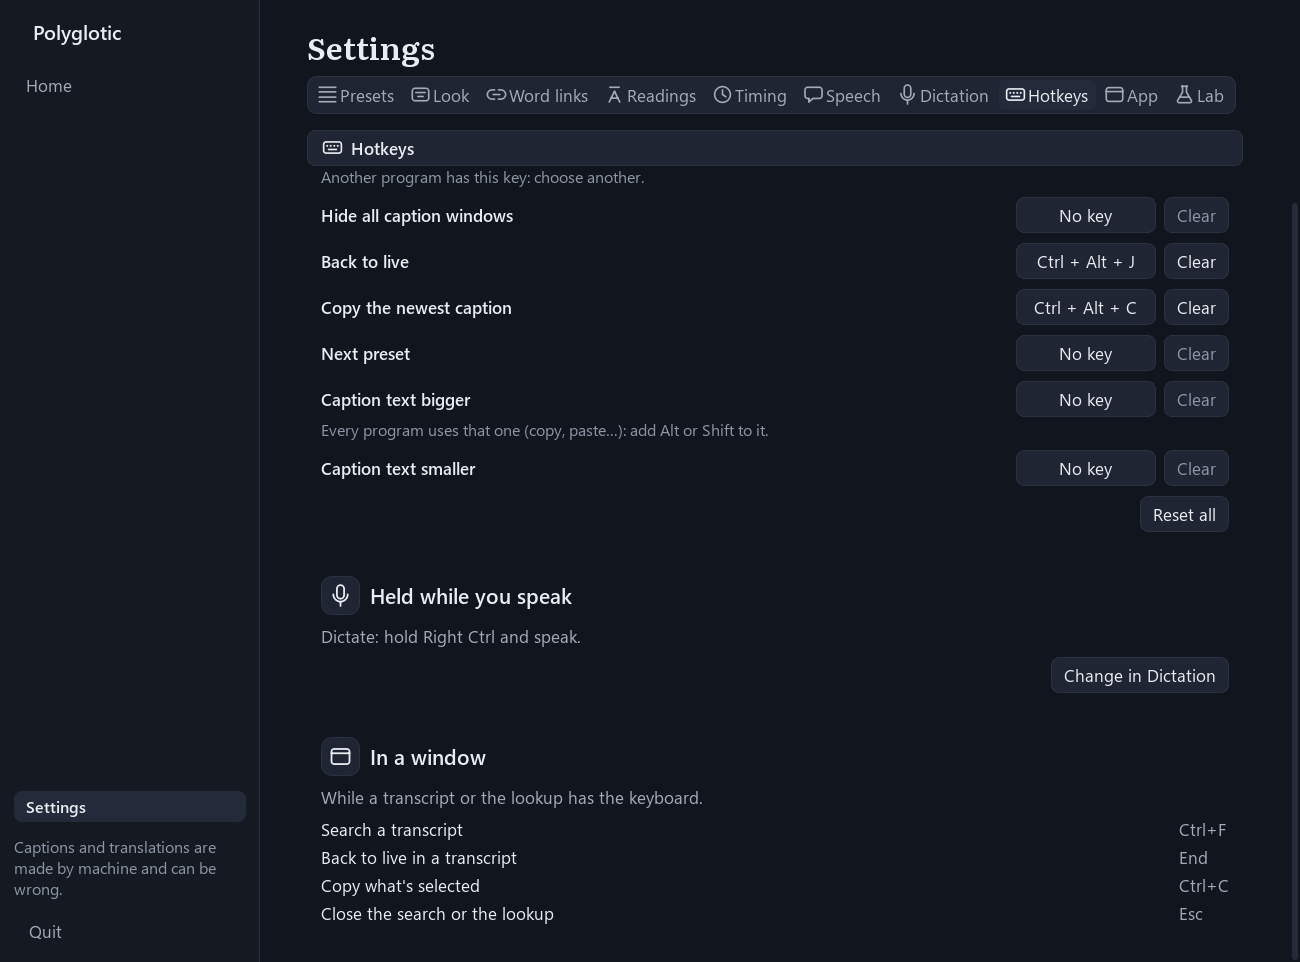 Polyglotic
Home
Settings
Captions and translations are
made by machine and can be
wrong.
Quit
Settings
Presets
Look
Word links
Readings
Timing
Speech
Dictation
Hotkeys
App
Lab
Hotkeys
Another program has this key: choose another.
Hide all caption windows No key Clear
Back to live Ctrl + Alt + J Clear
Copy the newest caption Ctrl + Alt + C Clear
Next preset No key Clear
Caption text bigger No key Clear
Every program uses that one (copy, paste…): add Alt or Shift to it.
Caption text smaller No key Clear
Reset all
Held while you speak
Dictate: hold Right Ctrl and speak.
Change in Dictation
In a window
While a transcript or the lookup has the keyboard.
Search a transcript Ctrl+F
Back to live in a transcript End
Copy what's selected Ctrl+C
Close the search or the lookup Esc